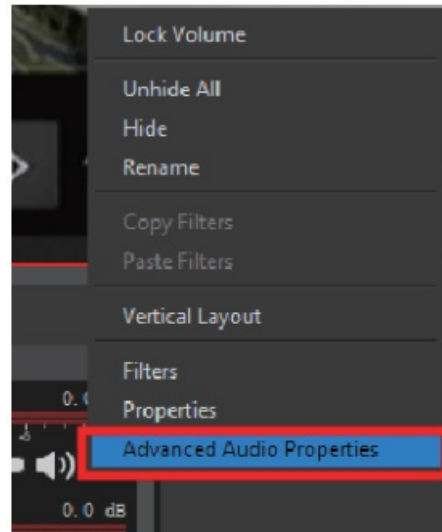 Lock Volume
Unhide All
Hide
Rename
Copy Filters
Paste Filters
Vertical Layout
Filters
Properties
Advanced Audio Properties
0.0 dB